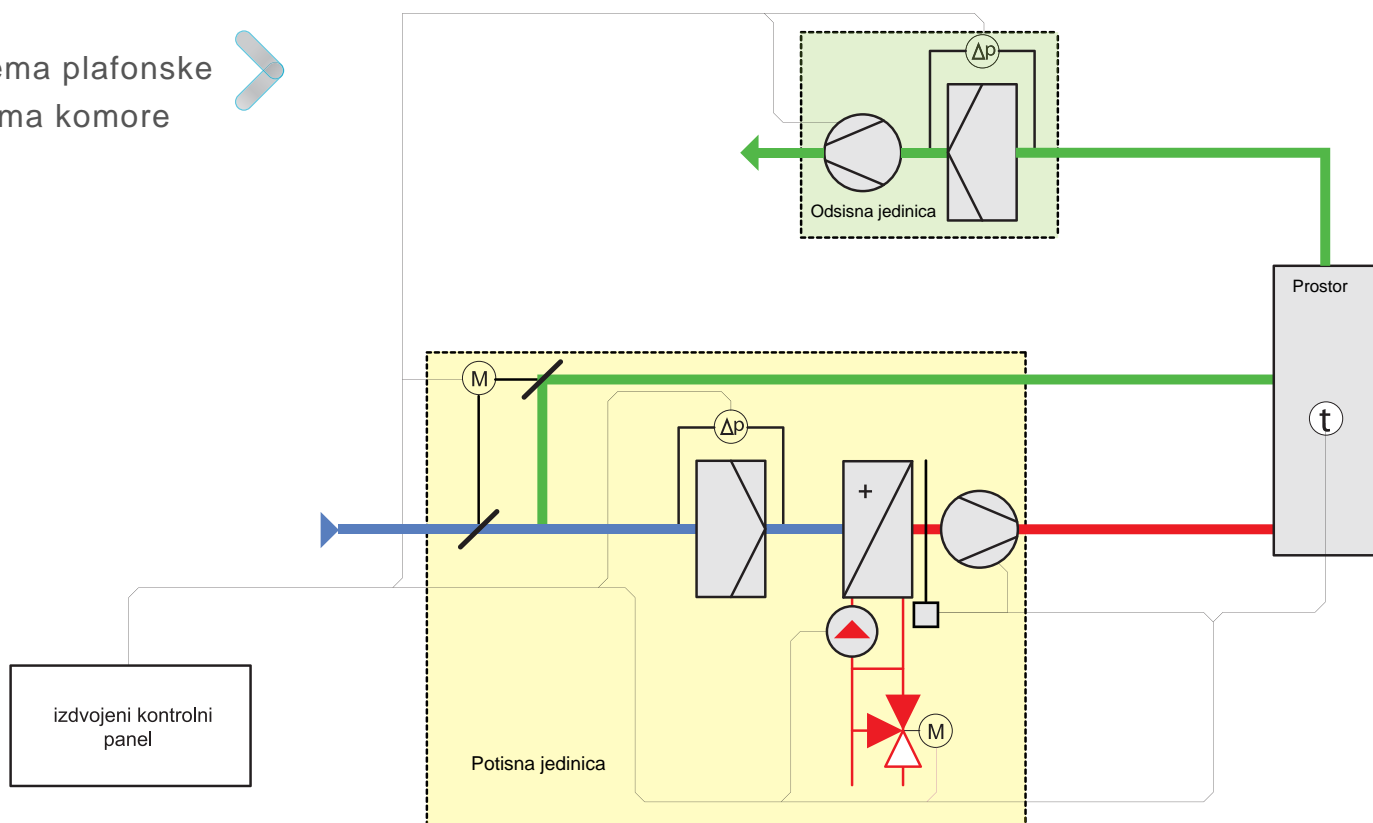 ema plafonske
ma komore
Δp
Odsisna jedinica
Prostor
M
Δp
t
+
izdvojeni kontrolni
panel
M
Potisna jedinica